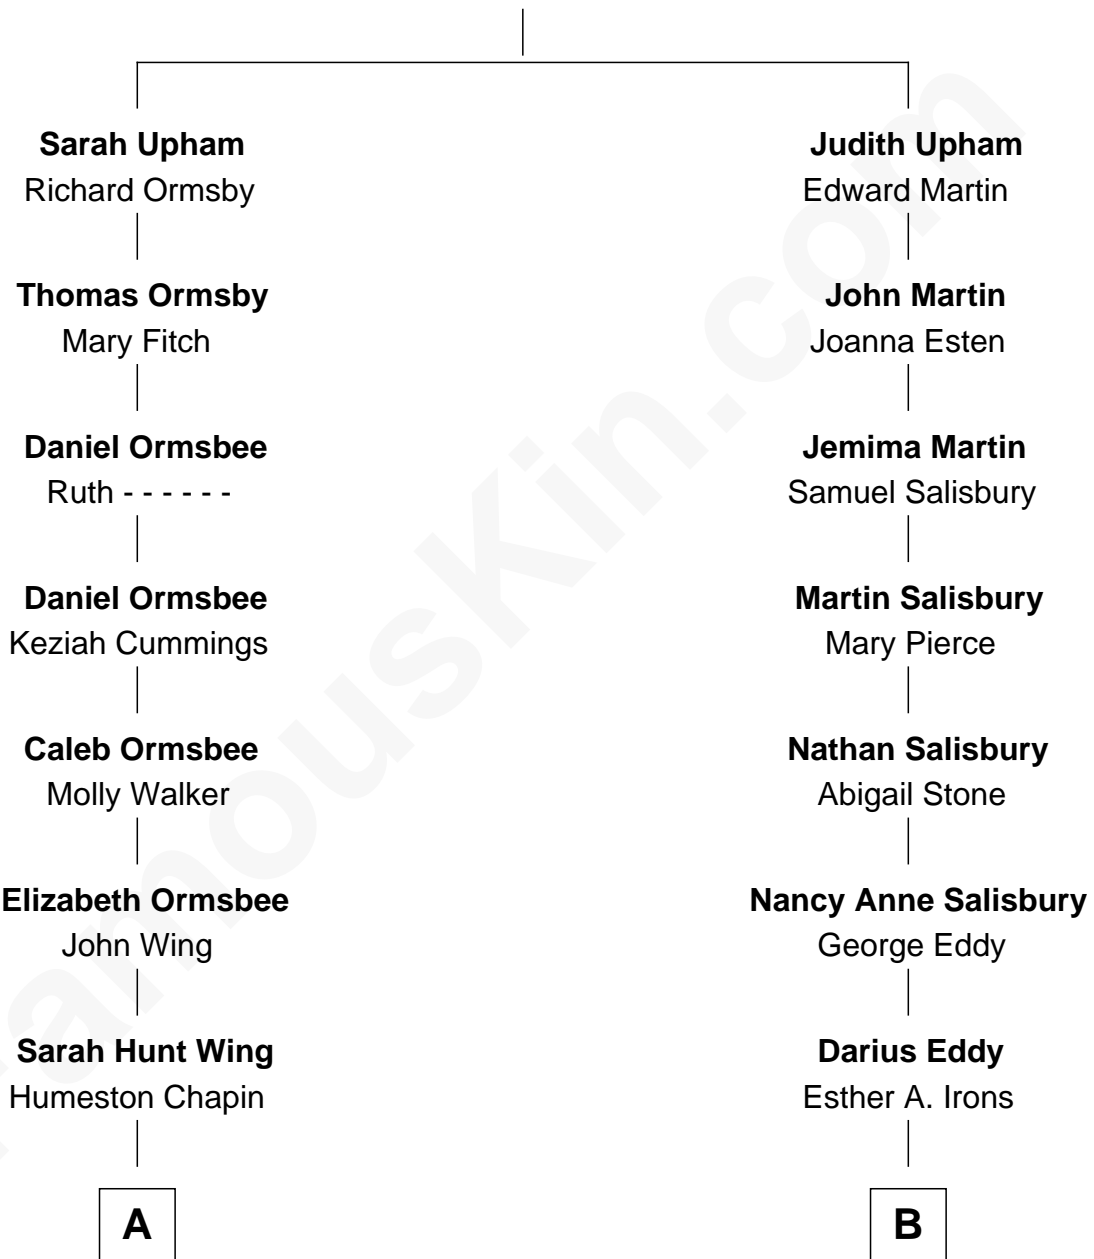 Sarah Upham
Richard Ormsby
Thomas Ormsby
Mary Fitch
Daniel Ormsbee
Ruth - - - - - -
Daniel Ormsbee
Keziah Cummings
Caleb Ormsbee
Molly Walker
Elizabeth Ormsbee
John Wing
Sarah Hunt Wing
Humeston Chapin
A
Judith Upham
Edward Martin
John Martin
Joanna Esten
Jemima Martin
Samuel Salisbury
Martin Salisbury
Mary Pierce
Nathan Salisbury
Abigail Stone
Nancy Anne Salisbury
George Eddy
Darius Eddy
Esther A. Irons
B
FamousKin.com